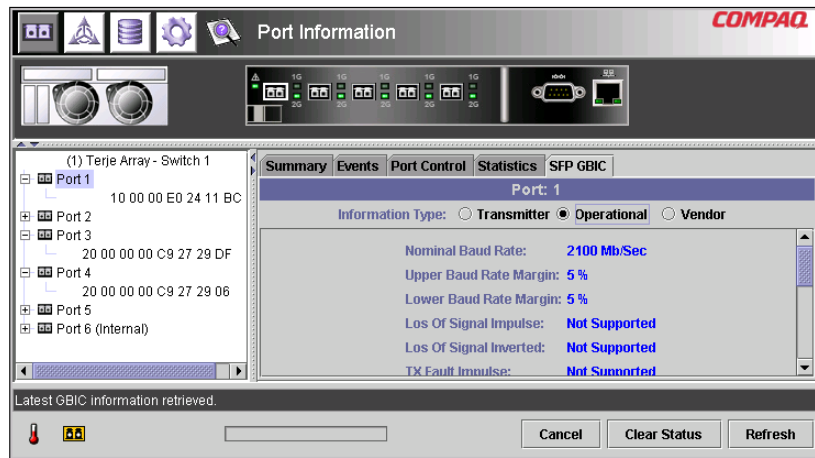 Port Information
COMPAQ
1G 1G 1G 1G 1G
2G 2G 2G 2G 2G
(1) Terje Array - Switch 1
Port 1
10 00 00 E0 24 11 BC
Port 2
Port 3
20 00 00 00 C9 27 29 DF
Port 4
20 00 00 00 C9 27 29 06
Port 5
Port 6 (Internal)
Summary Events Port Control Statistics SFP GBIC
Port: 1
Information Type: Transmitter Operational Vendor
Nominal Baud Rate: 2100 Mb/Sec
Upper Baud Rate Margin: 5 %
Lower Baud Rate Margin: 5 %
Los Of Signal Impulse: Not Supported
Los Of Signal Inverted: Not Supported
TX Fault Impulse: Not Supported
Latest GBIC information retrieved.
Cancel Clear Status Refresh